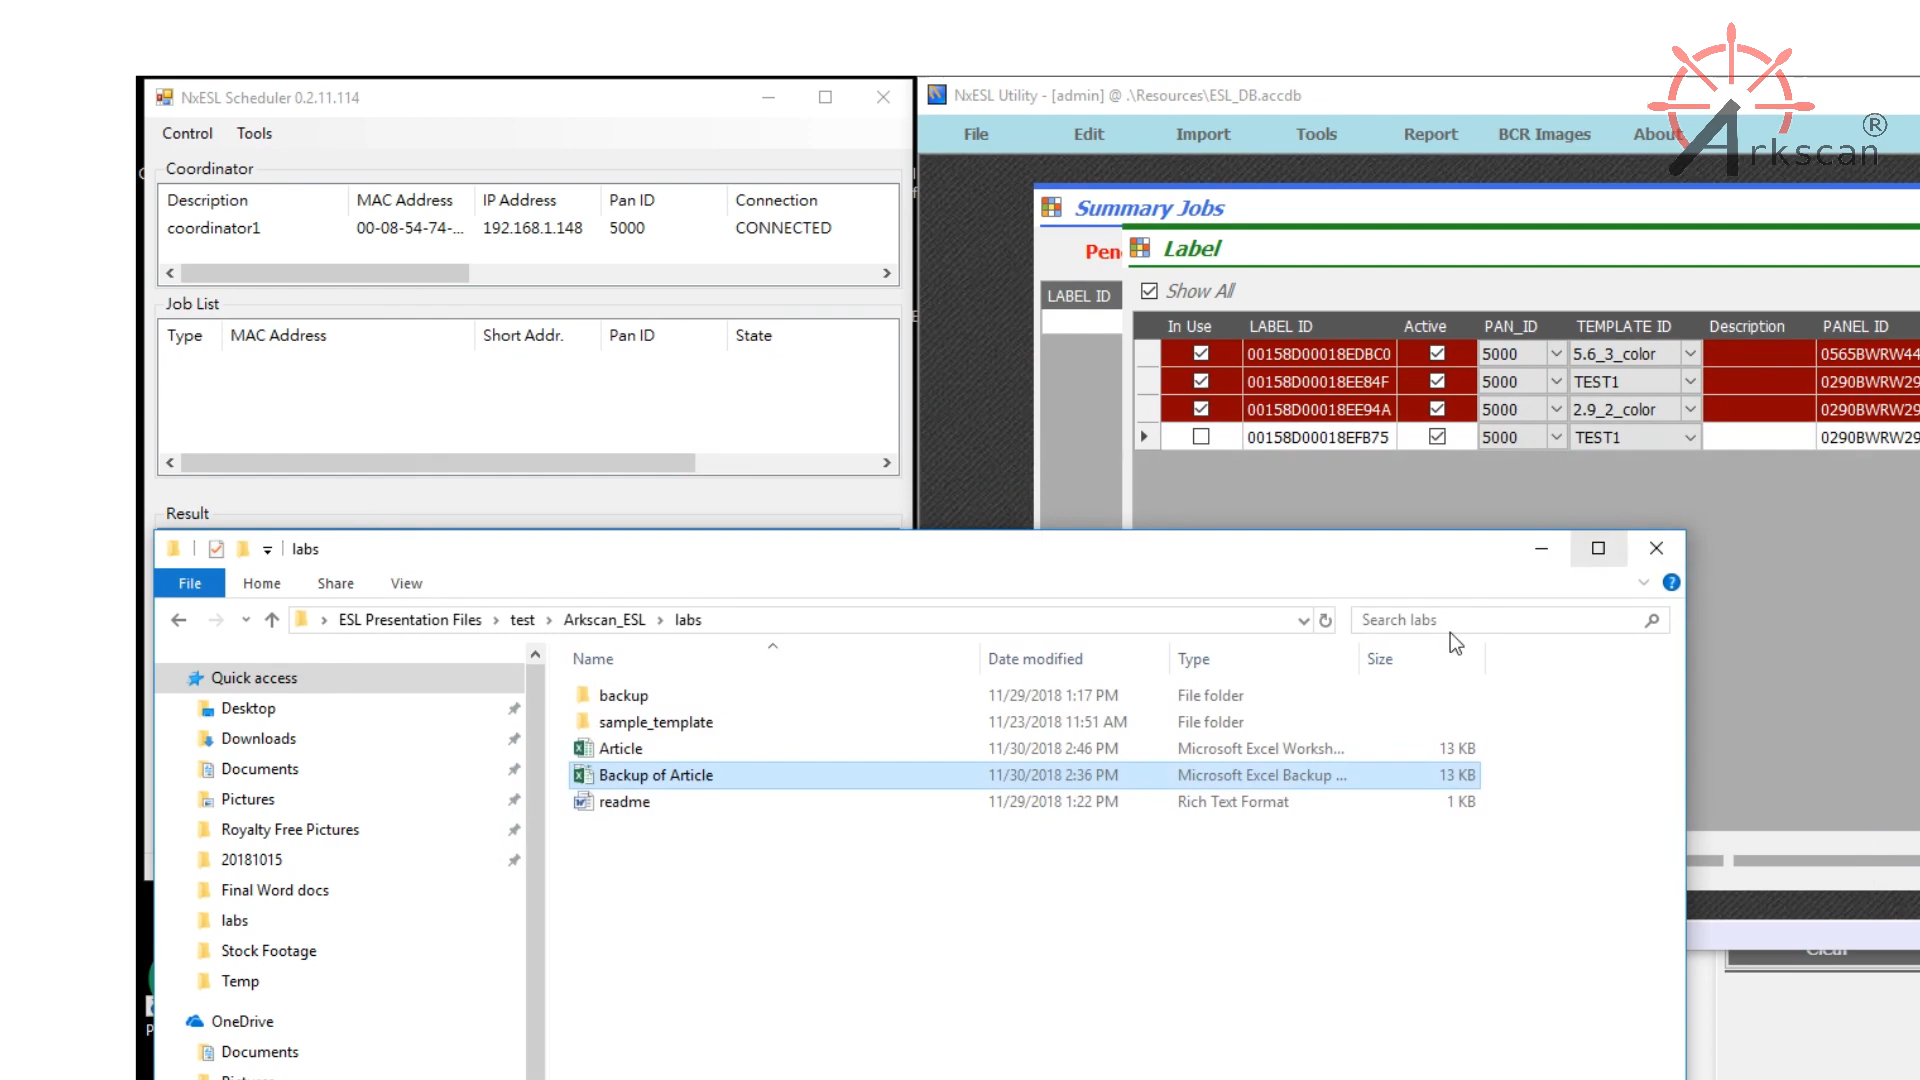 Arkscan®
NxESL Scheduler 0.2.11.114
Control Tools
Coordinator
Description MAC Address IP Address Pan ID Connection
coordinator1 00-08-54-74-... 192.168.1.148 5000 CONNECTED
Job List
Type MAC Address Short Addr. Pan ID State
Result
NxESL Utility - [admin] @ .\Resources\ESL_DB.accdb
File Edit Import Tools Report BCR Images About
Summary Jobs
Pen
LABEL ID
Label
Show All
In Use LABEL ID Active PAN_ID TEMPLATE ID Description PANEL ID
00158D00018EDBC0 5000 5.6_3_color 0565BWRW44
00158D00018EE84F 5000 TEST1 0290BWRW29
00158D00018EE94A 5000 2.9_2_color 0290BWRW29
00158D00018EFB75 5000 TEST1 0290BWRW29
labs
File Home Share View
ESL Presentation Files › test › Arkscan_ESL › labs
Search labs
Quick access
Desktop
Downloads
Documents
Pictures
Royalty Free Pictures
20181015
Final Word docs
labs
Stock Footage
Temp
OneDrive
Documents
Name Date modified Type Size
backup 11/29/2018 1:17 PM File folder
sample_template 11/23/2018 11:51 AM File folder
Article 11/30/2018 2:46 PM Microsoft Excel Worksh... 13 KB
Backup of Article 11/30/2018 2:36 PM Microsoft Excel Backup ... 13 KB
readme 11/29/2018 1:22 PM Rich Text Format 1 KB